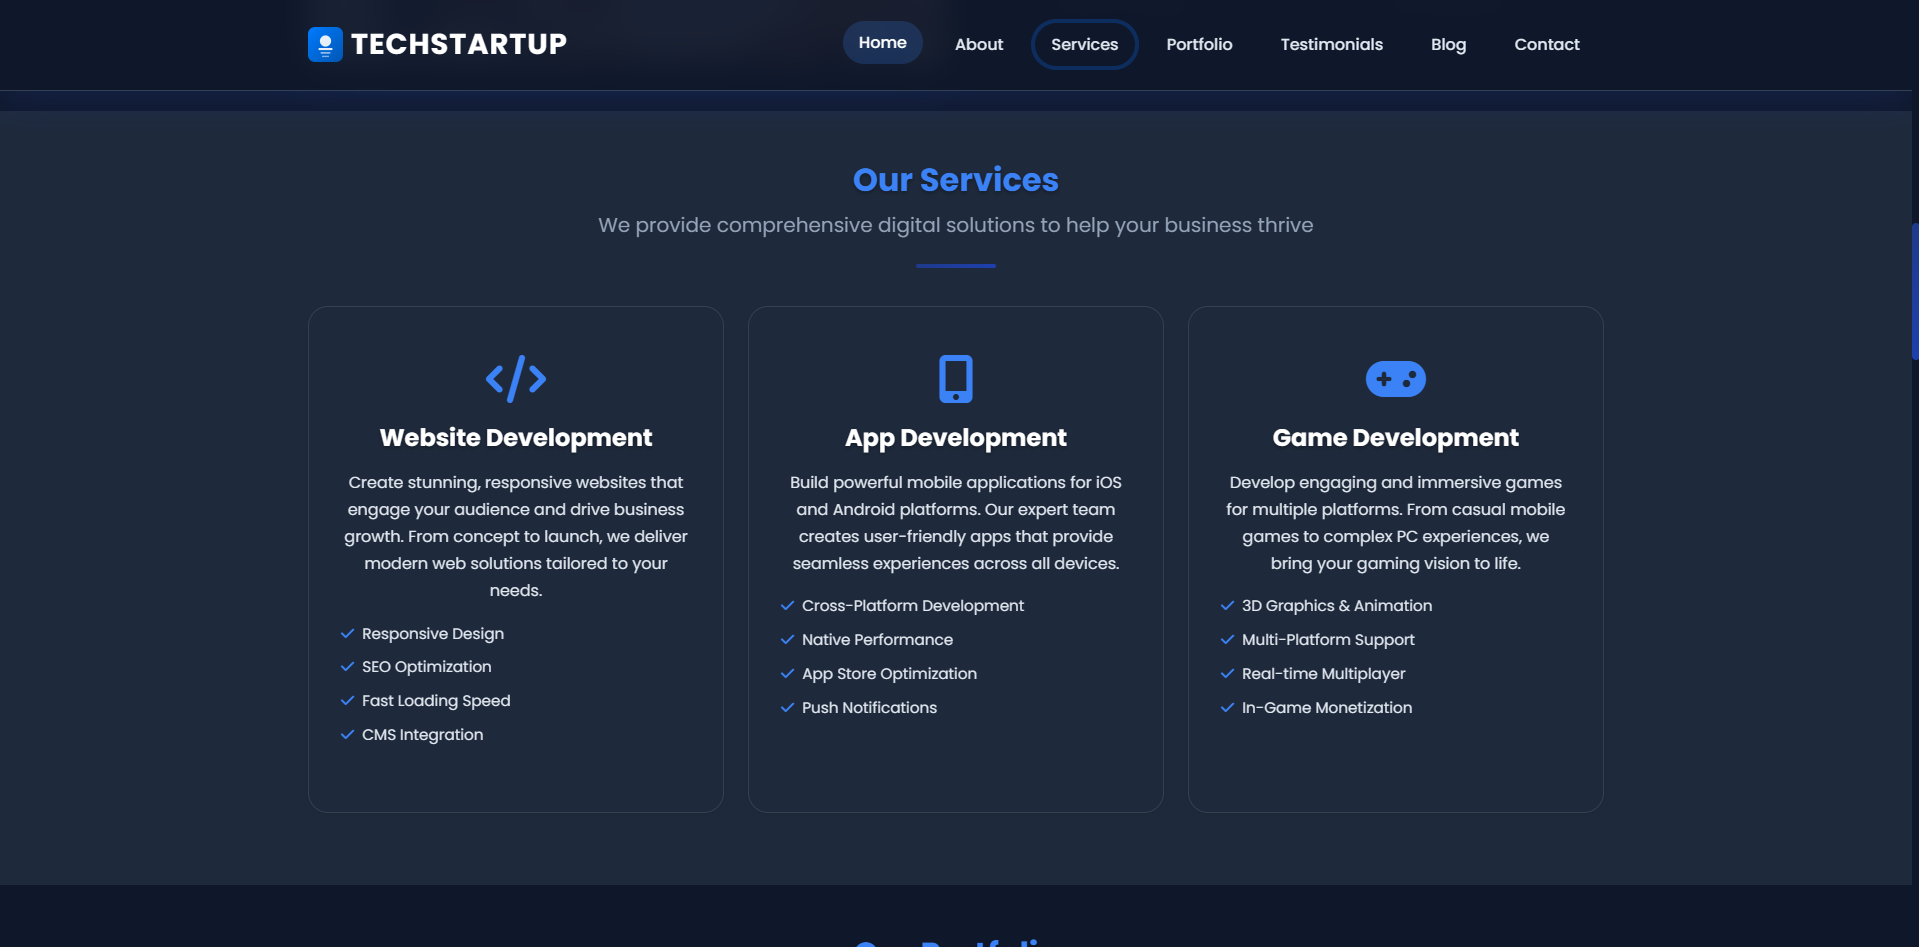 TECHSTARTUP
Home About Services Portfolio Testimonials Blog Contact
Our Services
We provide comprehensive digital solutions to help your business thrive
Website Development
Create stunning, responsive websites that
engage your audience and drive business
growth. From concept to launch, we deliver
modern web solutions tailored to your
needs.
Responsive Design
SEO Optimization
Fast Loading Speed
CMS Integration
App Development
Build powerful mobile applications for iOS
and Android platforms. Our expert team
creates user-friendly apps that provide
seamless experiences across all devices.
Cross-Platform Development
Native Performance
App Store Optimization
Push Notifications
Game Development
Develop engaging and immersive games
for multiple platforms. From casual mobile
games to complex PC experiences, we
bring your gaming vision to life.
3D Graphics & Animation
Multi-Platform Support
Real-time Multiplayer
In-Game Monetization
Our Portfolio